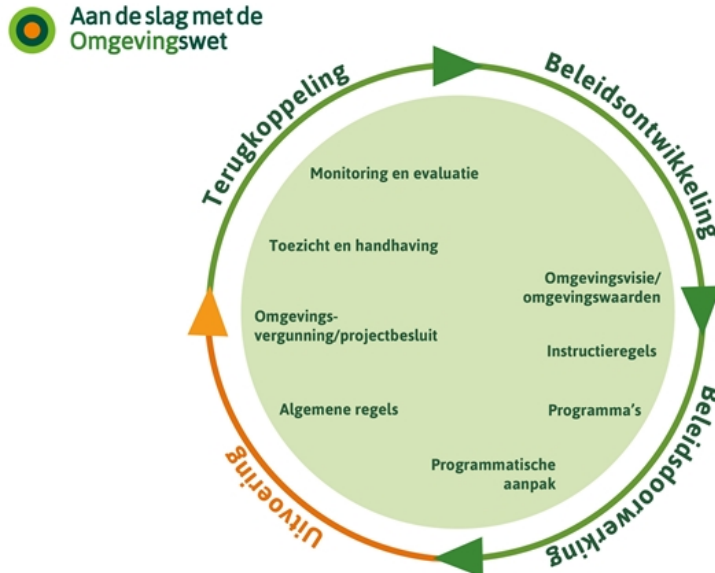 Aan de slag met de
Omgevingswet
Terugkoppeling
Beleidsontwikkeling
Monitoring en evaluatie
Toezicht en handhaving
Omgevingsvisie/
omgevingswaarden
Omgevings-
vergunning/projectbesluit
Instructieregels
Algemene regels
Programma's
Programmatische
aanpak
Uitvoering
Beleidsdoorwerking